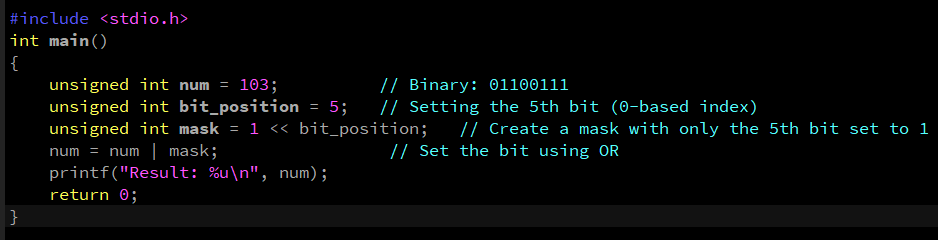 #include <stdio.h>
int main()
{
    unsigned int num = 103;          // Binary: 01100111
    unsigned int bit_position = 5;   // Setting the 5th bit (0-based index)
    unsigned int mask = 1 << bit_position;   // Create a mask with only the 5th bit set to 1
    num = num | mask;                 // Set the bit using OR
    printf("Result: %u\n", num);
    return 0;
}